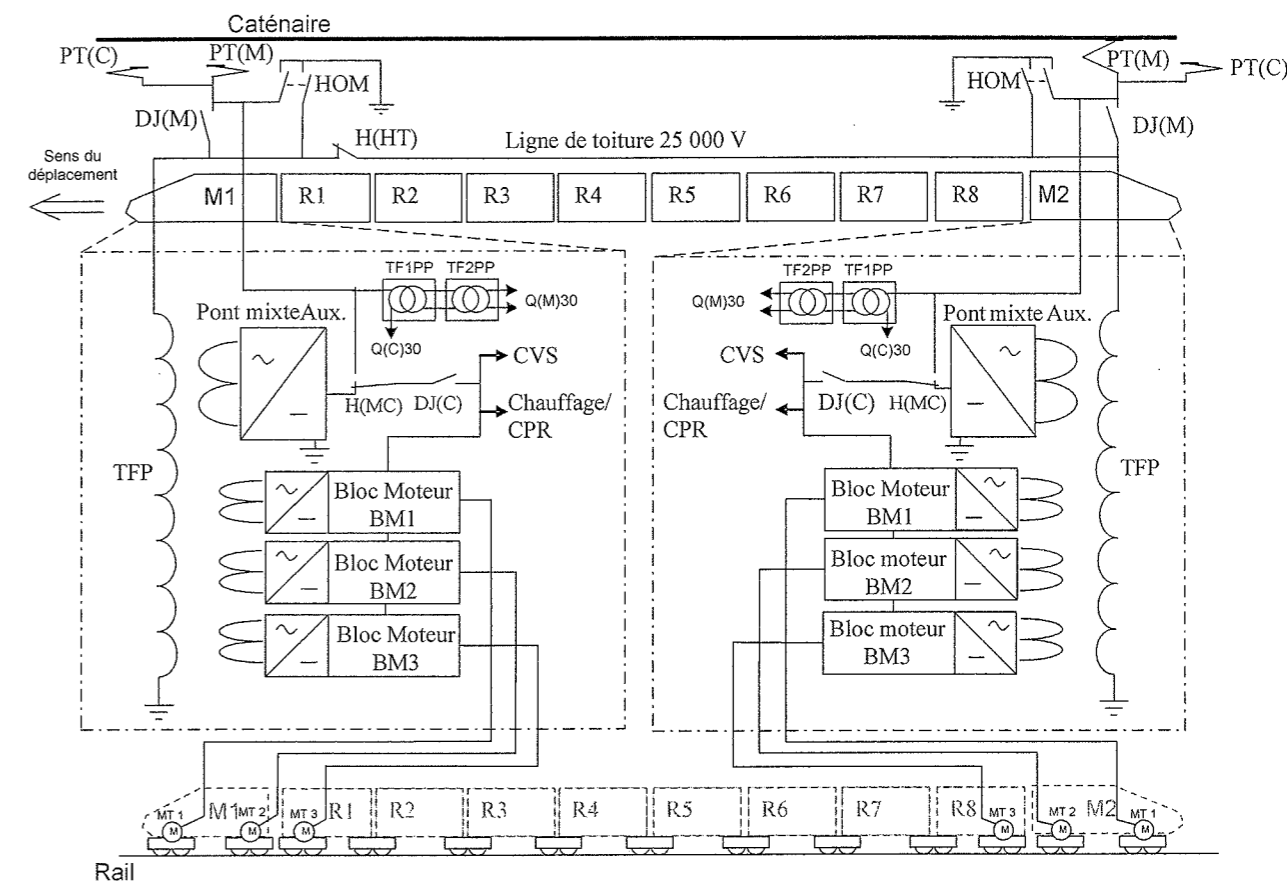 Caténaire
PT(C)
PT(M)
HOM
DJ(M)
H(HT)
Ligne de toiture 25 000 V
HOM
PT(M)
PT(C)
DJ(M)
Sens du
déplacement
M1
R1
R2
R3
R4
R5
R6
R7
R8
M2
TF1PP
TF2PP
Q(M)30
Q(C)30
Pont mixte Aux.
CVS
H(MC)
DJ(C)
Chauffage/
CPR
TFP
Bloc Moteur
BM1
Bloc Moteur
BM2
Bloc Moteur
BM3
TF2PP
TF1PP
Q(M)30
Q(C)30
Pont mixte Aux.
CVS
DJ(C)
H(MC)
Chauffage/
CPR
TFP
Bloc Moteur
BM1
Bloc moteur
BM2
Bloc moteur
BM3
MT 1
M
M1
MT 2
M
MT 3
M
R1
R2
R3
R4
R5
R6
R7
R8
MT 3
M
MT 2
M
M2
MT 1
M
Rail